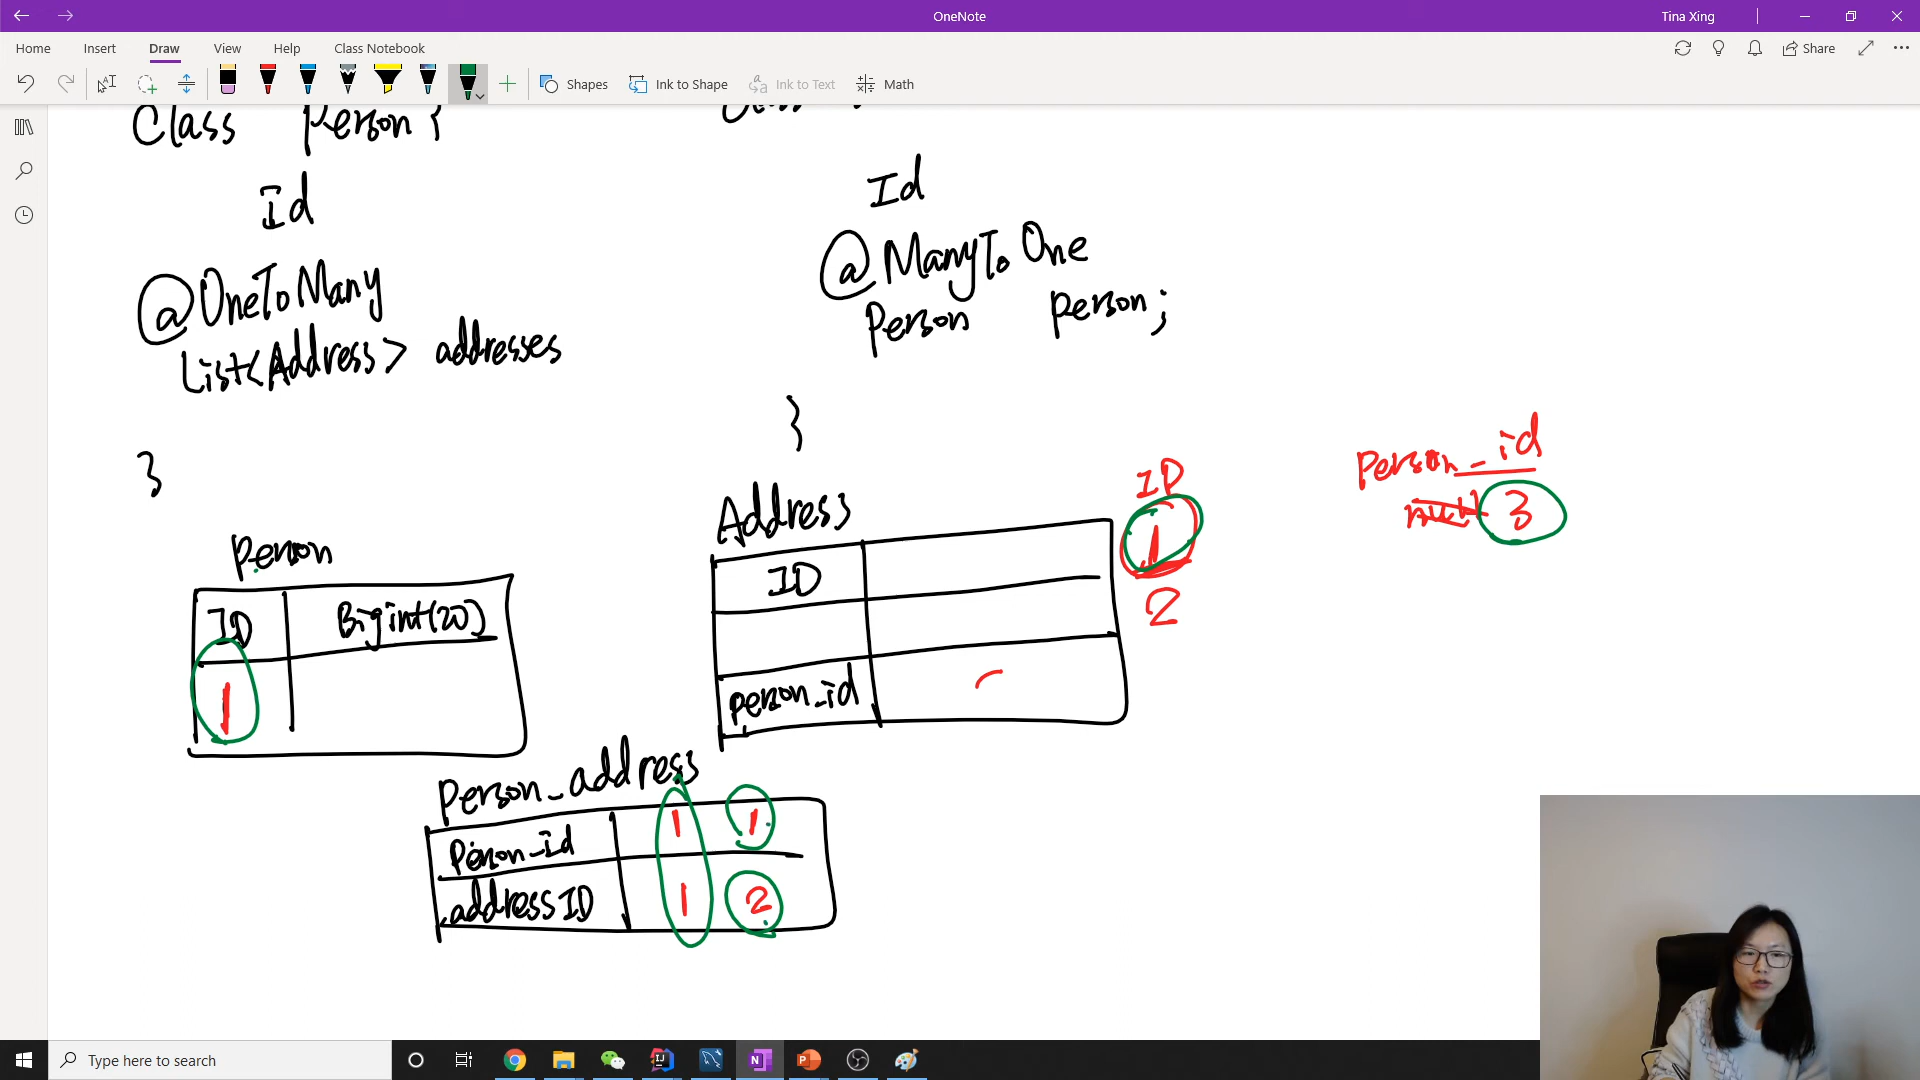 OneNote
Tina Xing
Home Insert Draw View Help Class Notebook
Share
Shapes Ink to Shape Ink to Text Math
Class Person {
Id
@OneToMany
List<Address> addresses
}
Id
@ManyToOne
Person person;
}
Person_id
null 3
ID
1
2
Person
ID Bigint(20)
1
Address
ID
person_id
Person_address
Person_id 1 1
addressID 1 2
Type here to search